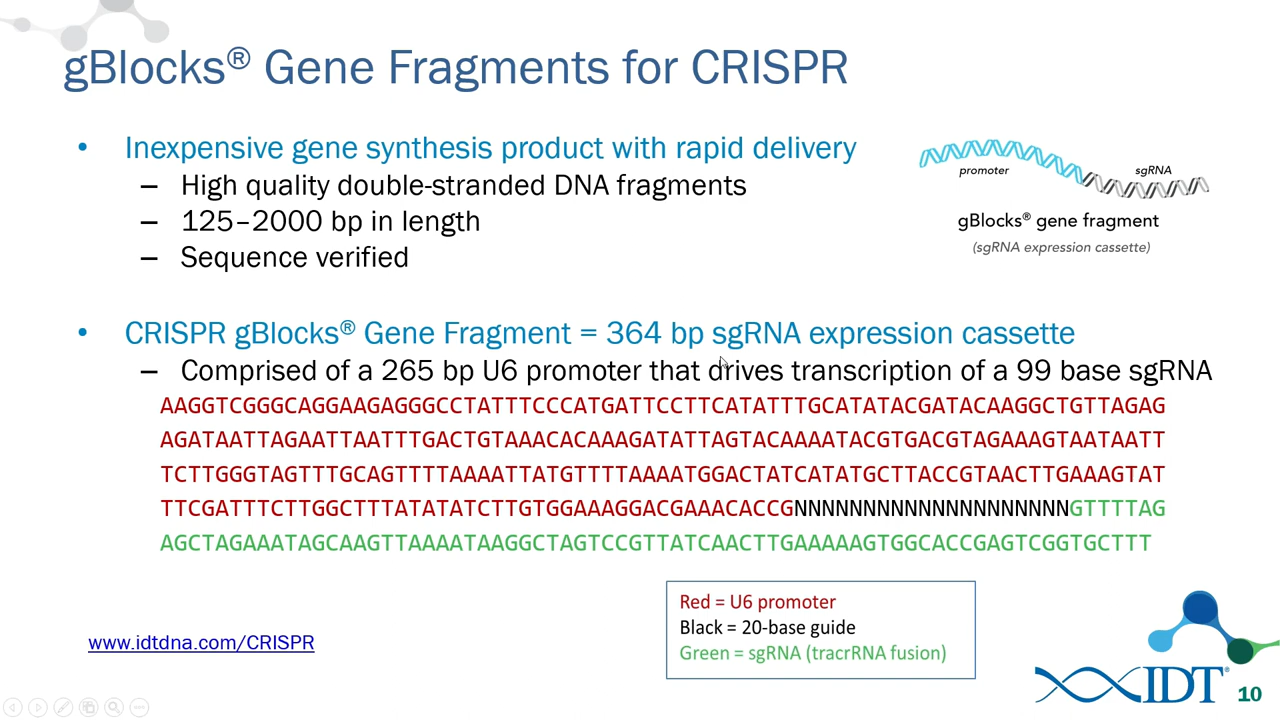 gBlocks® Gene Fragments for CRISPR
• Inexpensive gene synthesis product with rapid delivery
– High quality double-stranded DNA fragments
– 125–2000 bp in length
– Sequence verified
promoter
sgRNA
gBlocks® gene fragment
(sgRNA expression cassette)
• CRISPR gBlocks® Gene Fragment = 364 bp sgRNA expression cassette
– Comprised of a 265 bp U6 promoter that drives transcription of a 99 base sgRNA
AAGGTCGGGCAGGAAGAGGGCCTATTTCCCATGATTCCTTCATATTTGCATATACGATACAAGGCTGTTAGAG
AGATAATTAGAATTAATTTGACTGTAAACACAAAGATATTAGTACAAAATACGTGACGTAGAAAGTAATAATT
TCTTGGGTAGTTTGCAGTTTTAAAATTATGTTTTAAAATGGACTATCATATGCTTACCGTAACTTGAAAGTAT
TTCGATTTCTTGGCTTTATATATCTTGTGGAAAGGACGAAACACCGNNNNNNNNNNNNNNNNNNNNGTTTTAG
AGCTAGAAATAGCAAGTTAAAATAAGGCTAGTCCGTTATCAACTTGAAAAAGTGGCACCGAGTCGGTGCTTT
Red = U6 promoter
Black = 20-base guide
Green = sgRNA (tracrRNA fusion)
www.idtdna.com/CRISPR
IDT®
10